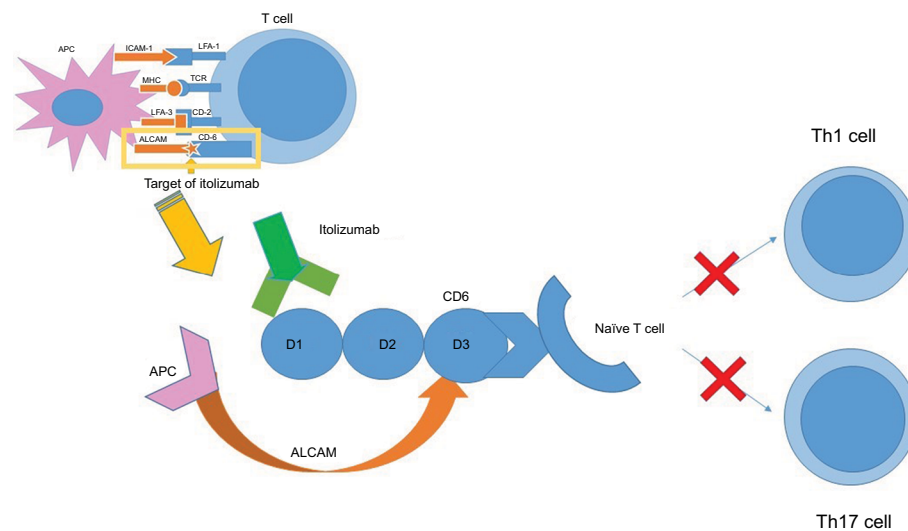 T cell
APC
ICAM-1
LFA-1
MHC
TCR
LFA-3
CD-2
ALCAM
CD-6
Target of itolizumab
Itolizumab
Th1 cell
CD6
D1
D2
D3
Naïve T cell
APC
ALCAM
Th17 cell